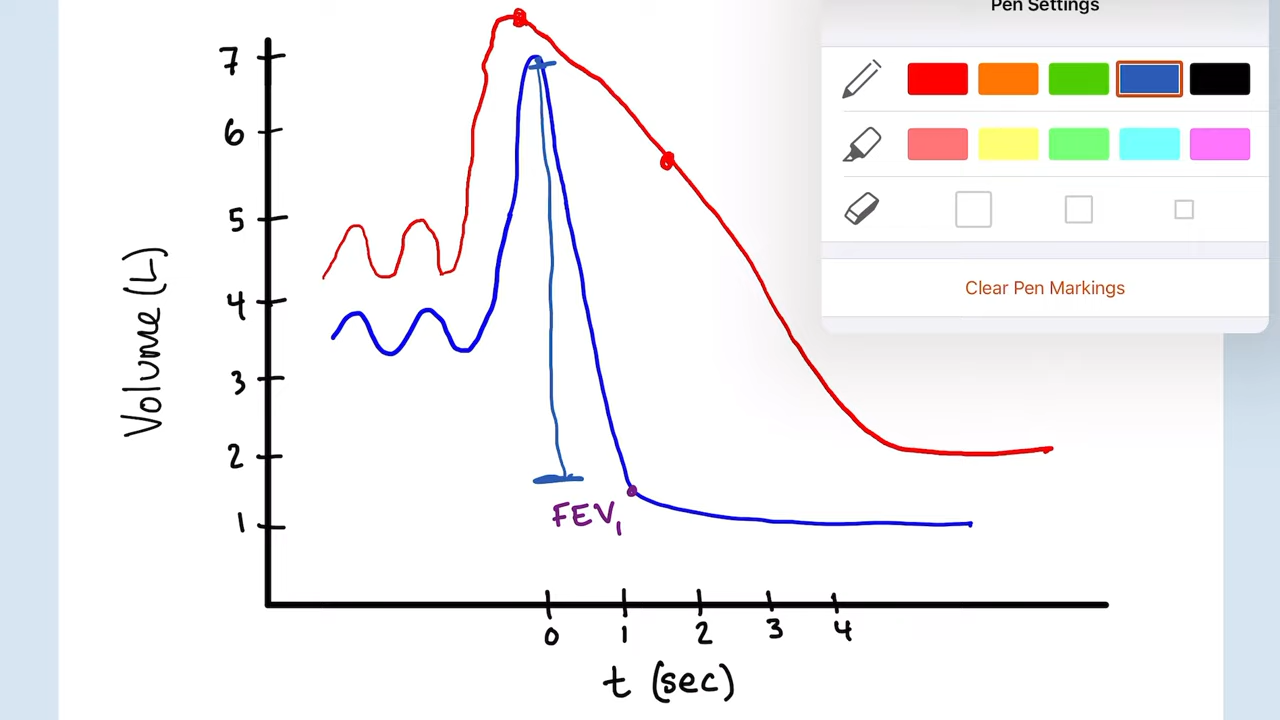 Pen Settings
Clear Pen Markings
7
6
5
4
3
2
1
Volume (L)
FEV₁
0 1 2 3 4
t (sec)